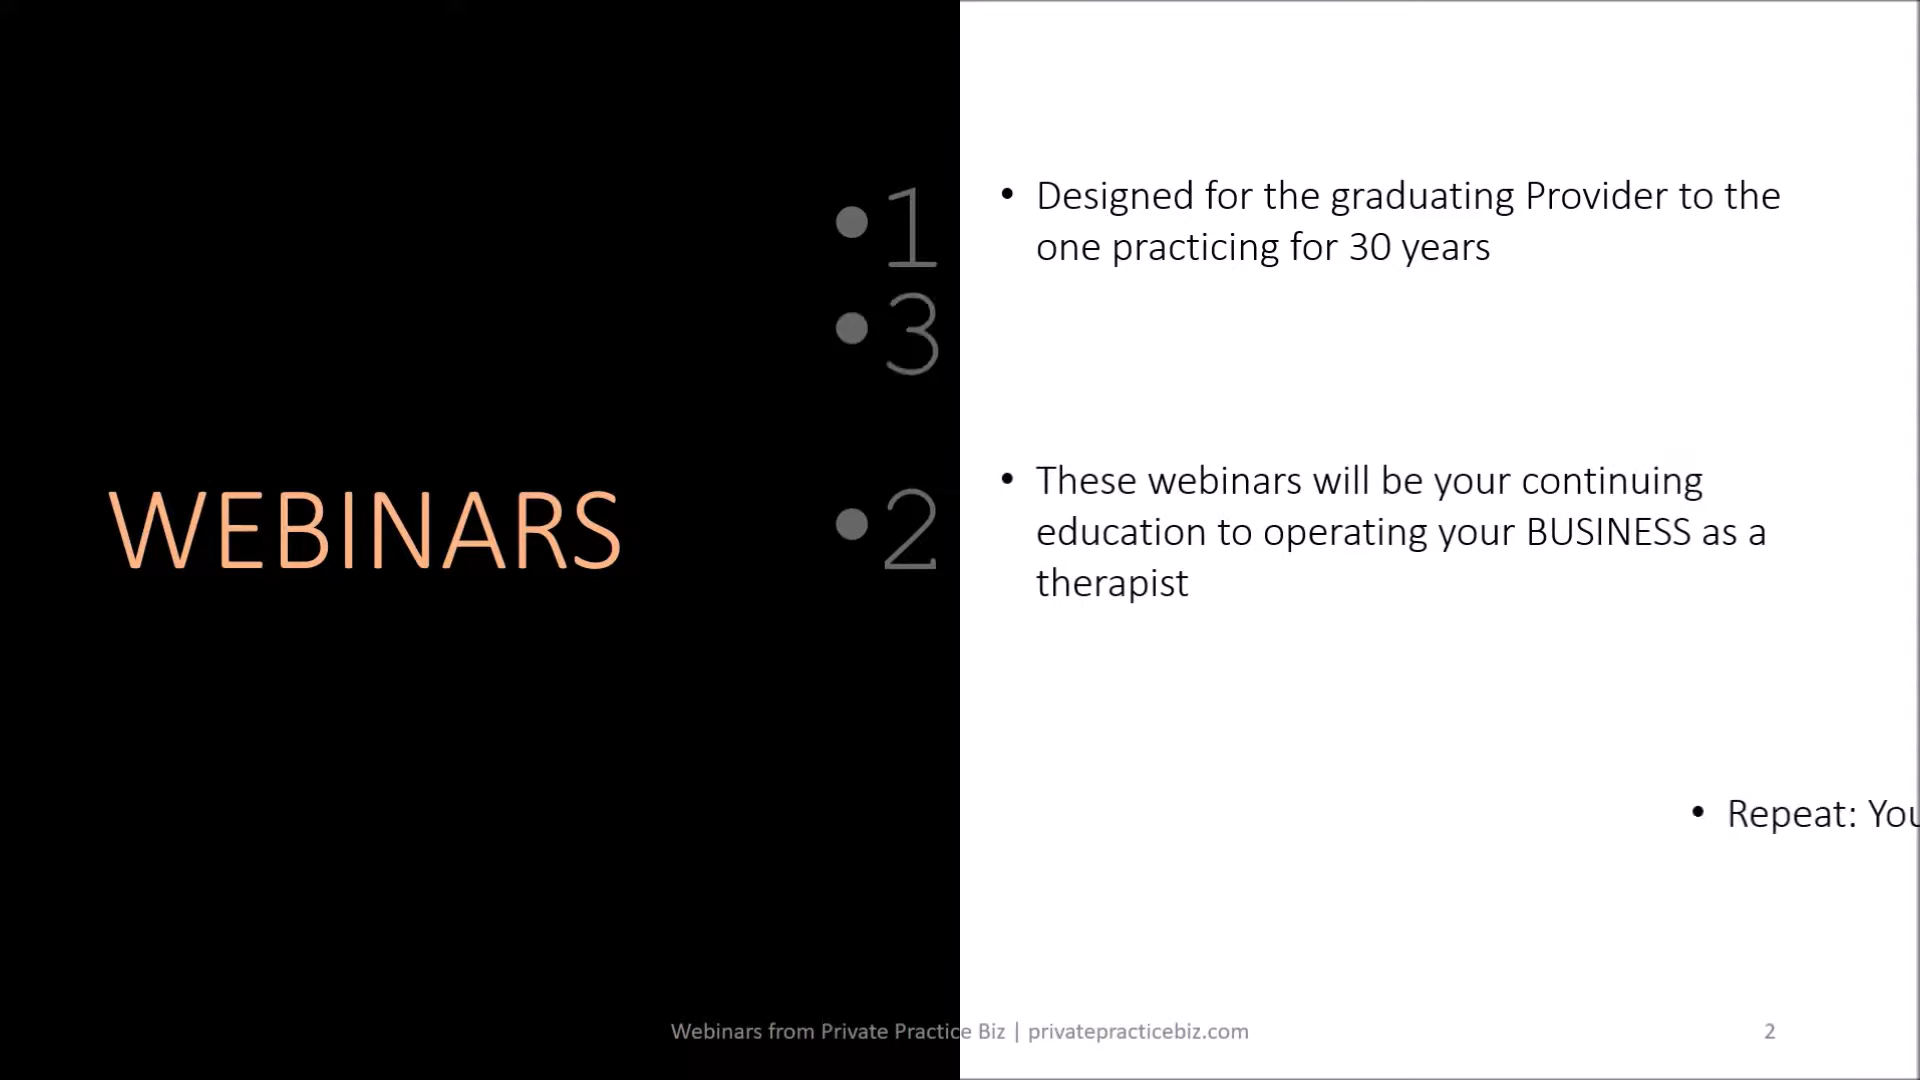 WEBINARS
•1
•3
•2
• Designed for the graduating Provider to the
one practicing for 30 years
• These webinars will be your continuing
education to operating your BUSINESS as a
therapist
• Repeat: You
Webinars from Private Practice Biz | privatepracticebiz.com
2